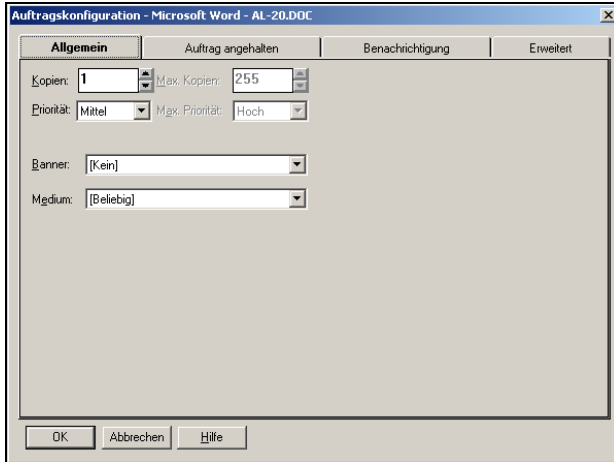 Auftragskonfiguration - Microsoft Word - AL-20.DOC
Allgemein Auftrag angehalten Benachrichtigung Erweitert
Kopien: 1 Max. Kopien: 255
Priorität: Mittel Max. Priorität: Hoch
Banner: [Kein]
Medium: [Beliebig]
OK Abbrechen Hilfe